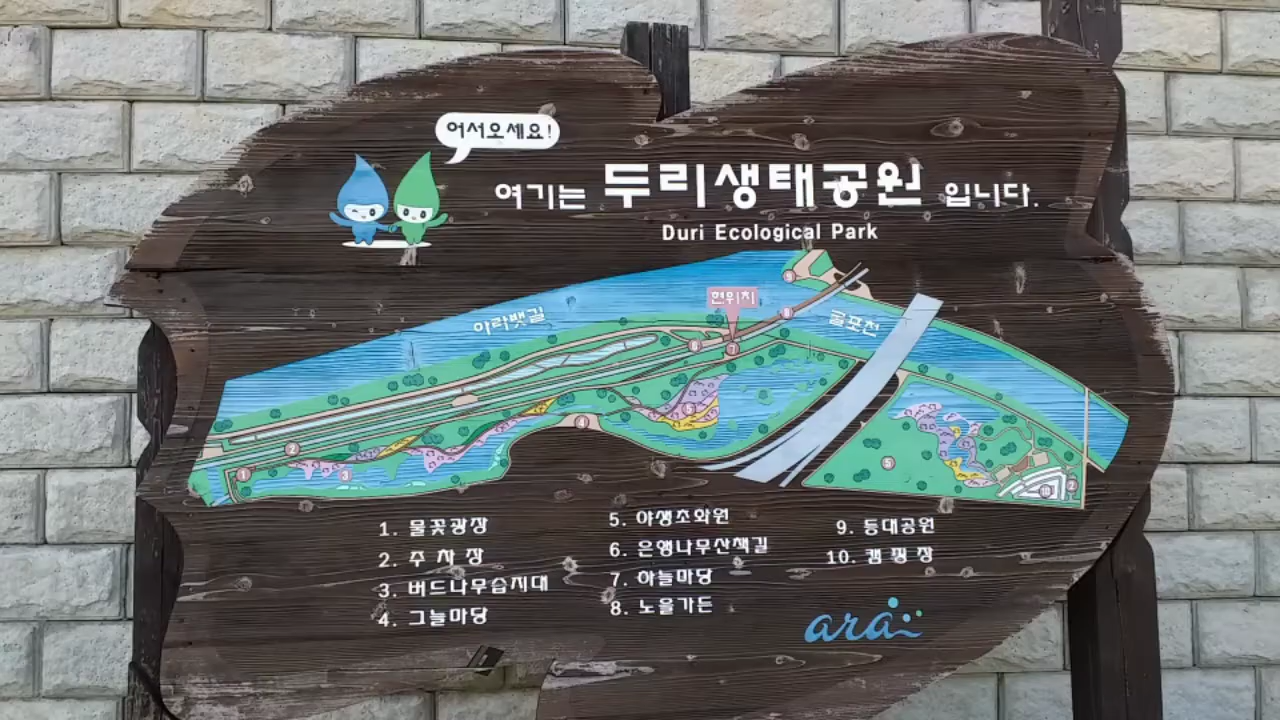 어서오세요!
여기는 두리생태공원 입니다.
Duri Ecological Park
현위치
아라뱃길
굴포천
1. 물꽃광장
2. 주차장
3. 버드나무습지대
4. 그늘마당
5. 야생초화원
6. 은행나무산책길
7. 하늘마당
8. 노을가든
9. 등대공원
10. 캠핑장
ara